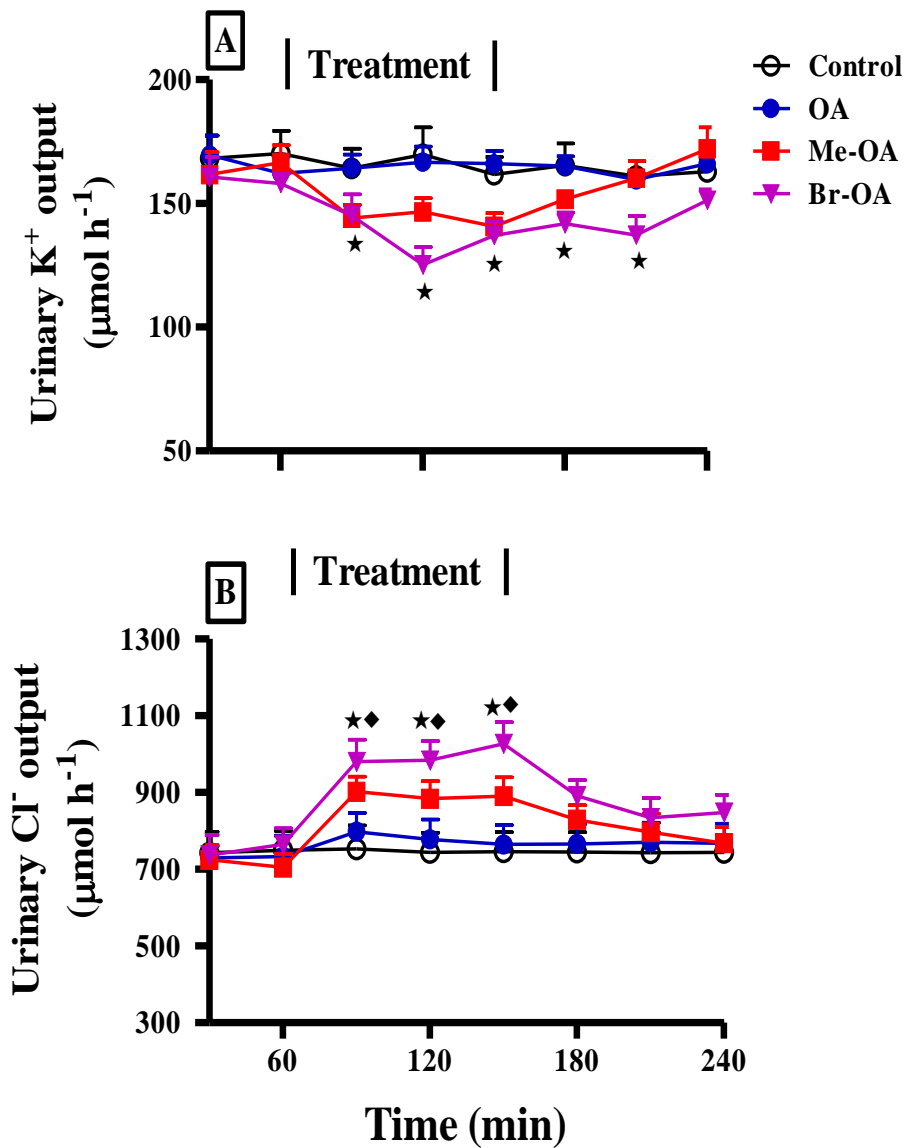 A
Treatment
Control
OA
Me-OA
Br-OA
200
150
100
50
Urinary K⁺ output
(μmol h⁻¹)
B
Treatment
1300
1100
900
700
500
300
Urinary Cl⁻ output
(μmol h⁻¹)
60
120
180
240
Time (min)